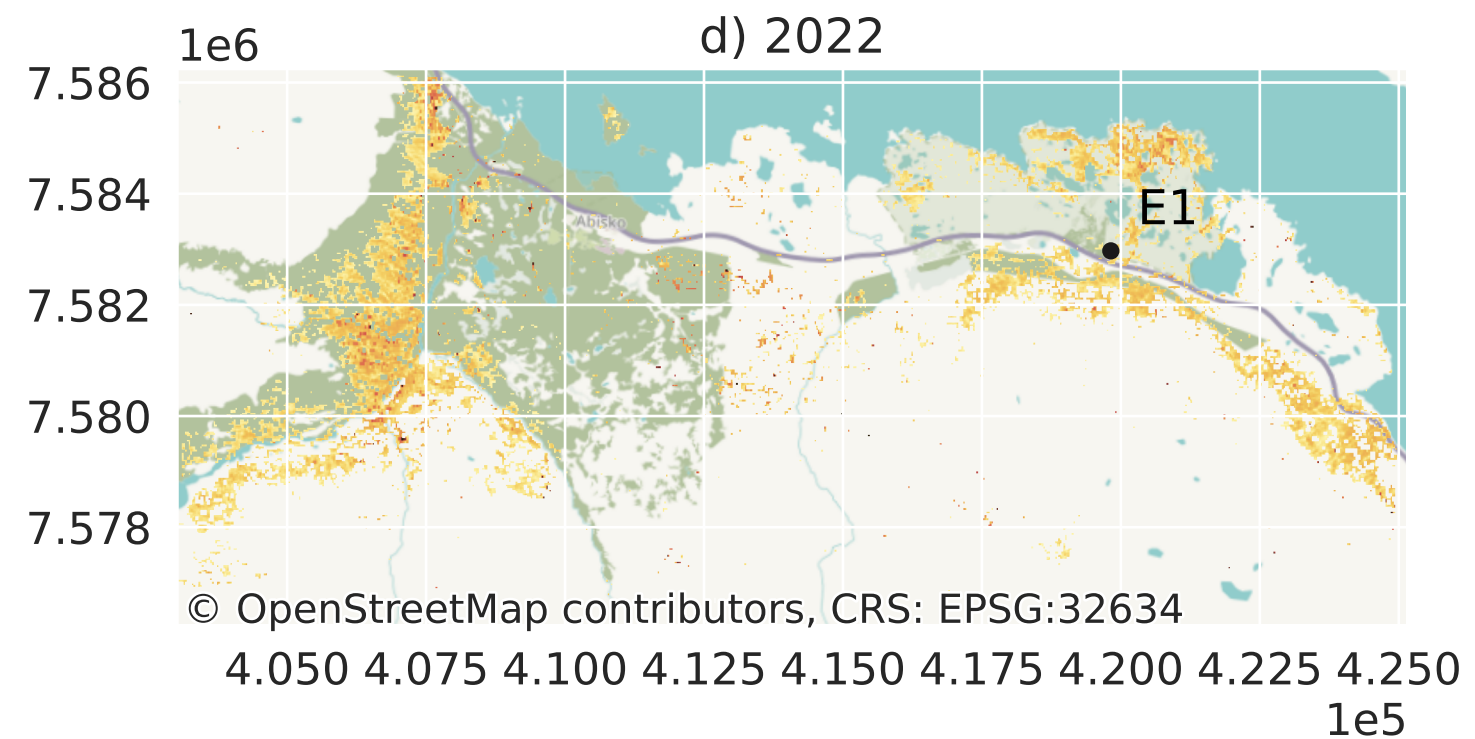 d) 2022
1e6
7.586
7.584
7.582
7.580
7.578
Abisko
E1
© OpenStreetMap contributors, CRS: EPSG:32634
4.050 4.075 4.100 4.125 4.150 4.175 4.200 4.225 4.250
1e5